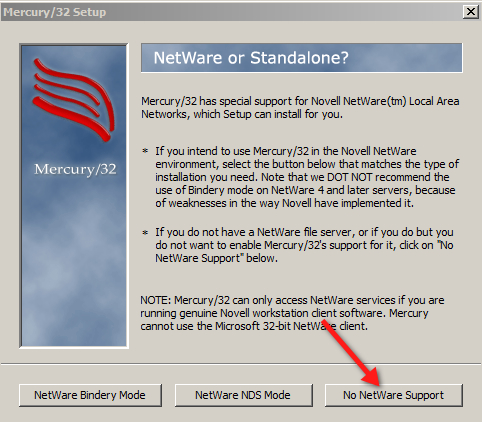 Mercury/32 Setup
NetWare or Standalone?
Mercury/32 has special support for Novell NetWare(tm) Local Area
Networks, which Setup can install for you.
* If you intend to use Mercury/32 in the Novell NetWare
environment, select the button below that matches the type of
installation you need. Note that we DOT NOT recommend the
use of Bindery mode on NetWare 4 and later servers, because
of weaknesses in the way Novell have implemented it.
* If you do not have a NetWare file server, or if you do but you
do not want to enable Mercury/32's support for it, click on "No
NetWare Support" below.
Mercury/32
NOTE: Mercury/32 can only access NetWare services if you are
running genuine Novell workstation client software. Mercury
cannot use the Microsoft 32-bit NetWare client.
NetWare Bindery Mode
NetWare NDS Mode
No NetWare Support